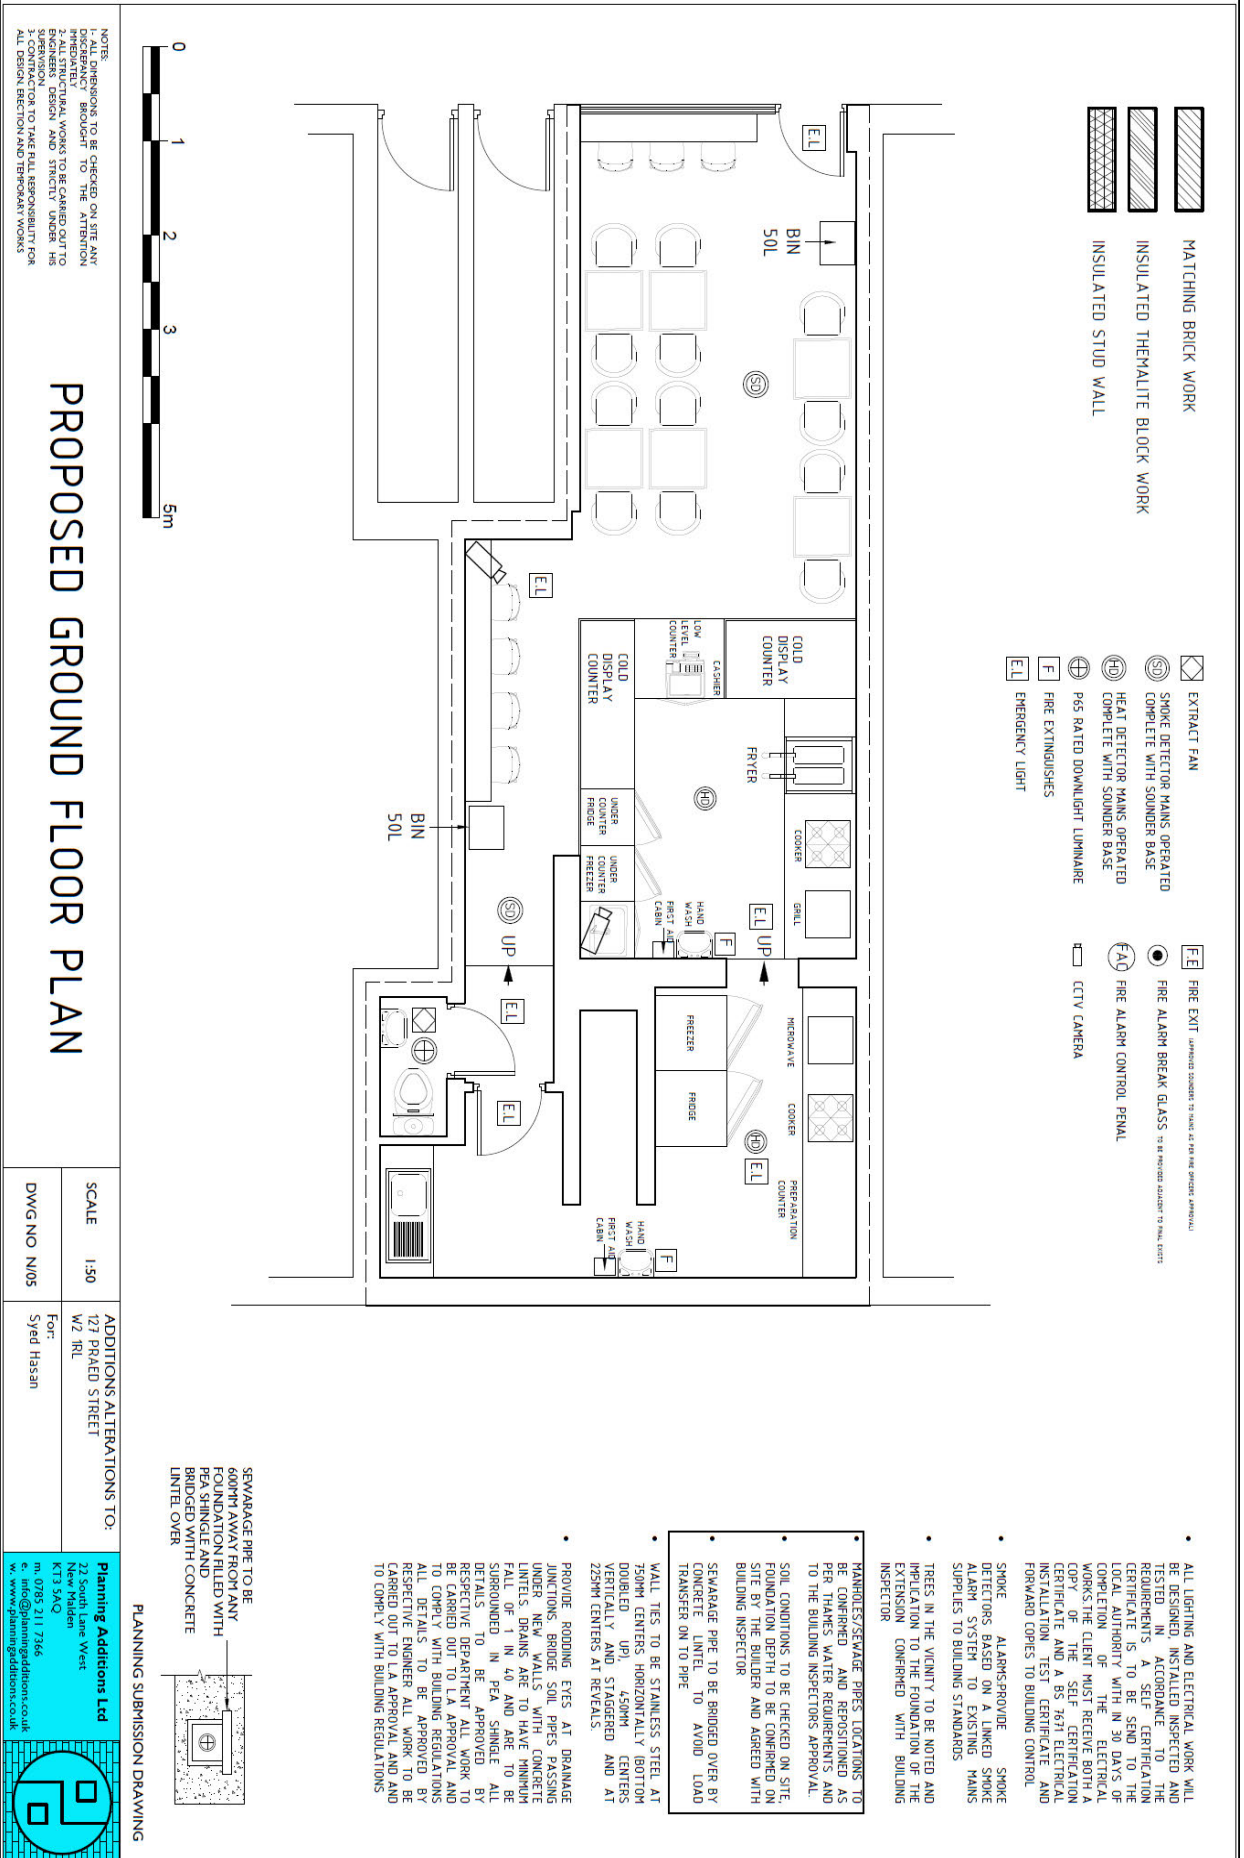 MATCHING BRICK WORK
INSULATED THEMALITE BLOCK WORK
INSULATED STUD WALL
EXTRACT FAN
SMOKE DETECTOR MAINS OPERATED
COMPLETE WITH SOUNDER BASE
HEAT DETECTOR MAINS OPERATED
COMPLETE WITH SOUNDER BASE
P65 RATED DOWNLIGHT LUMINAIRE
FIRE EXTINGUISHES
EMERGENCY LIGHT
SD
HD
F
E.L
F.E
FIRE EXIT (APPROVED SOUNDERS TO MAINS AS PER FIRE OFFICERS APPROVAL)
FIRE ALARM BREAK GLASS TO BE PROVIDED ADJACENT TO FINAL EXISTS
FAC
FIRE ALARM CONTROL PENAL
CCTV CAMERA
• ALL LIGHTING AND ELECTRICAL WORK WILL
BE DESIGNED, INSTALLED INSPECTED AND
TESTED IN ACCORDANCE TO THE
REQUIREMENTS A SELF CERTIFICATION
CERTIFICATE IS TO BE SEND TO THE
LOCAL AUTHORITY WITH IN 30 DAYS OF
COMPLETION OF THE ELECTRICAL
WORKS.THE CLIENT MUST RECEIVE BOTH A
COPY OF THE SELF CERTIFICATION
CERTIFICATE AND A BS 7671 ELECTRICAL
INSTALLATION TEST CERTIFICATE AND
FORWARD COPIES TO BUILDING CONTROL
• SMOKE ALARMS:PROVIDE SMOKE
DETECTORS BASED ON A LINKED SMOKE
ALARM SYSTEM TO EXISTING MAINS
SUPPLIES TO BUILDING STANDARDS
• TREES IN THE VICINITY TO BE NOTED AND
IMPLICATION TO THE FOUNDATION OF THE
EXTENSION CONFIRMED WITH BUILDING
INSPECTOR
• MANHOLES/SEWAGE PIPES LOCATIONS TO
BE CONFIRMED AND REPOSITIONED AS
PER THAMES WATER REQUIREMENTS AND
TO THE BUILDING INSPECTORS APPROVAL.
• SOIL CONDITIONS TO BE CHECKED ON SITE,
FOUNDATION DEPTH TO BE CONFIRMED ON
SITE BY THE BUILDER AND AGREED WITH
BUILDING INSPECTOR
• SEWARAGE PIPE TO BE BRIDGED OVER BY
CONCRETE LINTEL TO AVOID LOAD
TRANSFER ON TO PIPE
• WALL TIES TO BE STAINLESS STEEL AT
750MM CENTERS HORIZONTALLY (BOTTOM
DOUBLED UP), 450MM CENTERS
VERTICALLY AND STAGGERED AND AT
225MM CENTERS AT REVEALS.
• PROVIDE RODDING EYES AT DRAINAGE
JUNCTIONS BRIDGE SOIL PIPES PASSING
UNDER NEW WALLS WITH CONCRETE
LINTELS. DRAINS ARE TO HAVE MINIMUM
FALL OF 1 IN 40 AND ARE TO BE
SURROUNDED IN PEA SHINGLE ALL
DETAILS TO BE APPROVED BY
RESPECTIVE DEPARTMENT ALL WORK TO
BE CARRIED OUT TO L.A APPROVAL AND
TO COMPLY WITH BUILDING REGULATIONS
ALL DETAILS TO BE APPROVED BY
RESPECTIVE ENGINEER ALL WORK TO BE
CARRIED OUT TO L.A APPROVAL AND AND
TO COMPLY WITH BUILDING REGULATIONS
E.L
BIN
50L
SD
COLD
DISPLAY
COUNTER
CASHIER
LOW
LEVEL
COUNTER
COLD
DISPLAY
COUNTER
FRYER
HD
COOKER
GRILL
UNDER
COUNTER
FRIDGE
UNDER
COUNTER
FREEZER
E.L
BIN
50L
HAND
WASH
FIRST AID
CABIN
F
E.L
UP
SD
UP
E.L
MICROWAVE
COOKER
FREEZER
FRIDGE
HD
E.L
PREPARATION
COUNTER
E.L
HAND
WASH
FIRST AID
CABIN
F
0
1
2
3
5m
SEWARAGE PIPE TO BE
600MM AWAY FROM ANY
FOUNDATION FILLED WITH
PEA SHINGLE AND
BRIDGED WITH CONCRETE
LINTEL OVER
PLANNING SUBMISSION DRAWING
NOTES:
1- ALL DIMENSIONS TO BE CHECKED ON SITE ANY
DISCREPANCY BROUGHT TO THE ATTENTION
IMMEDIATELY
2- ALL STRUCTURAL WORKS TO BE CARRIED OUT TO
ENGINEERS DESIGN AND STRICTLY UNDER HIS
SUPERVISION
3- CONTRACTOR TO TAKE FULL RESPONSIBILITY FOR
ALL DESIGN, ERECTION AND TEMPORARY WORKS
PROPOSED GROUND FLOOR PLAN
SCALE 1:50
DWG NO N/05
ADDITIONS ALTERATIONS TO:
127 PRAED STREET
W2 1RL
For:
Syed Hasan
Planning Additions Ltd
22 South Lane West
New Malden
KT3 5AQ
m. 0785 211 7366
e. info@planningadditions.co.uk
w. www.planningadditions.co.uk